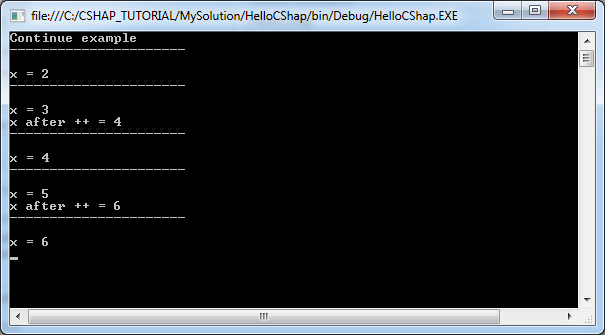 file:///C:/CSHAP_TUTORIAL/MySolution/HelloCShap/bin/Debug/HelloCShap.EXE
Continue example
----------------------
x = 2
----------------------
x = 3
x after ++ = 4
----------------------
x = 4
----------------------
x = 5
x after ++ = 6
----------------------
x = 6